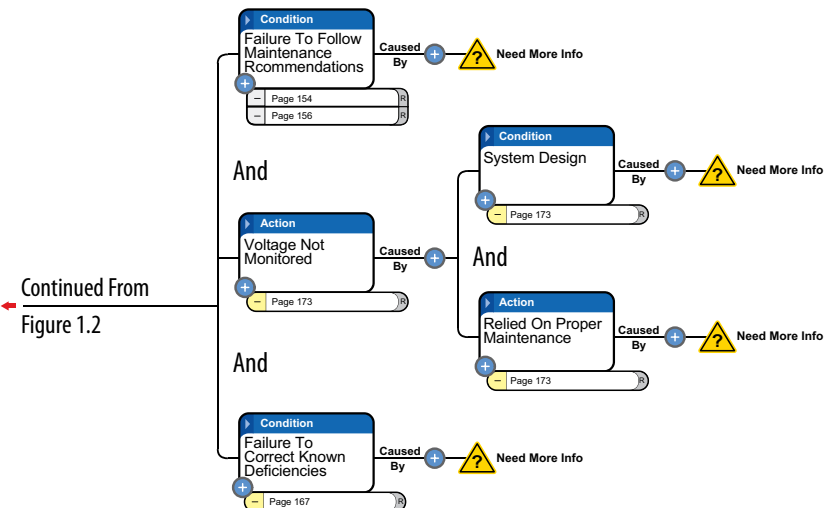 Condition
Failure To Follow
Maintenance
Rcommendations
Caused
By
+
?
Need More Info
+
– Page 154 R
– Page 156 R
And
Condition
System Design
Caused
By
+
?
Need More Info
+
– Page 173 R
Action
Voltage Not
Monitored
Caused
By
+
And
+
– Page 173 R
Continued From
Figure 1.2
Action
Relied On Proper
Maintenance
Caused
By
+
?
Need More Info
+
– Page 173 R
And
Condition
Failure To
Correct Known
Deficiencies
Caused
By
+
?
Need More Info
+
– Page 167 R